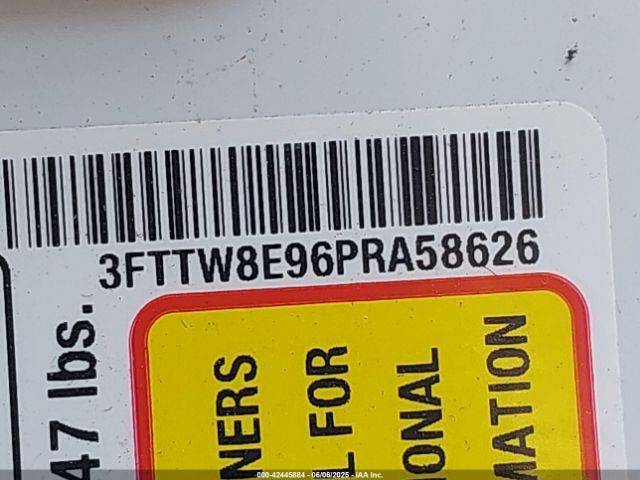 3FTTW8E96PRA58626
47 lbs.
NERS
L FOR
IONAL
MATION
000-42445884 - 06/06/2025 - IAA Inc.